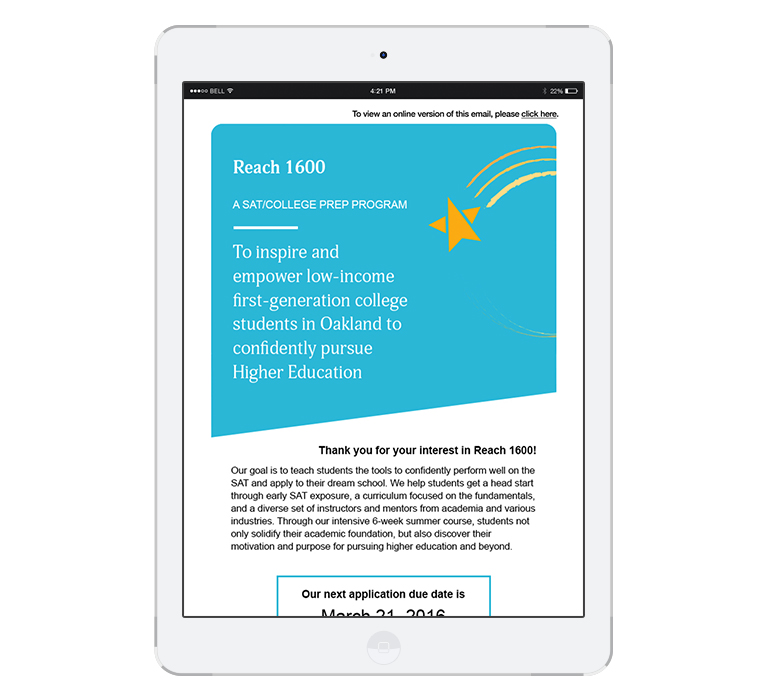 BELL
4:21 PM
22%
To view an online version of this email, please click here.
Reach 1600
A SAT/COLLEGE PREP PROGRAM
To inspire and
empower low-income
first-generation college
students in Oakland to
confidently pursue
Higher Education
Thank you for your interest in Reach 1600!
Our goal is to teach students the tools to confidently perform well on the
SAT and apply to their dream school. We help students get a head start
through early SAT exposure, a curriculum focused on the fundamentals,
and a diverse set of instructors and mentors from academia and various
industries. Through our intensive 6-week summer course, students not
only solidify their academic foundation, but also discover their
motivation and purpose for pursuing higher education and beyond.
Our next application due date is
March 21, 2016